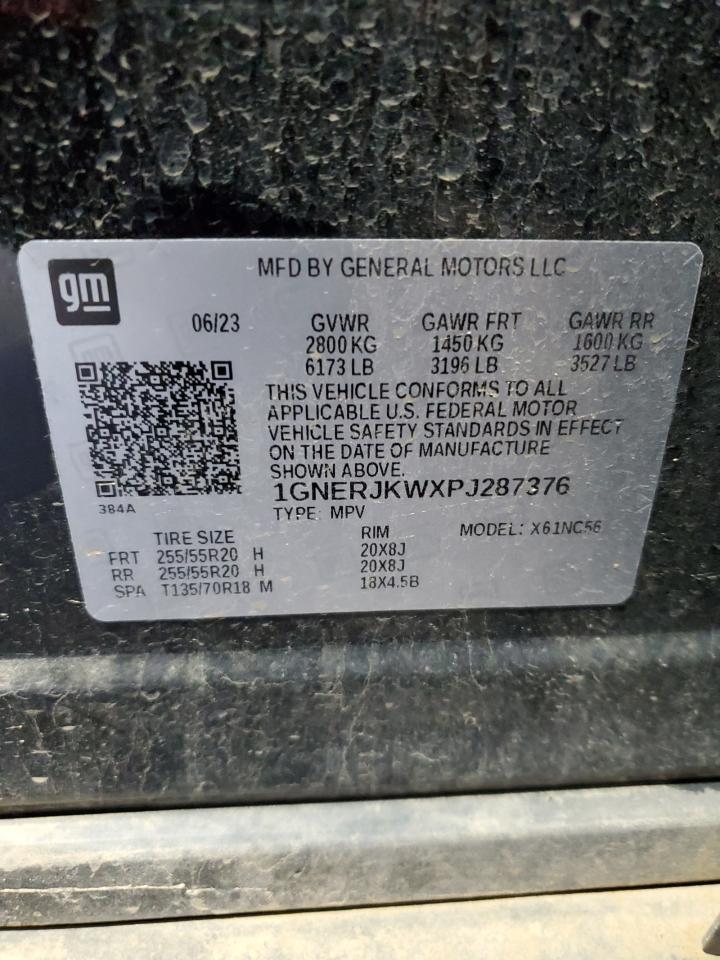 gm
MFD BY GENERAL MOTORS LLC
06/23 GVWR GAWR FRT GAWR RR
2800 KG 1450 KG 1600 KG
6173 LB 3196 LB 3527 LB
THIS VEHICLE CONFORMS TO ALL
APPLICABLE U.S. FEDERAL MOTOR
VEHICLE SAFETY STANDARDS IN EFFECT
ON THE DATE OF MANUFACTURE
SHOWN ABOVE.
1GNERJKWXPJ287376
384A
TYPE: MPV
TIRE SIZE RIM MODEL: X61NC56
FRT 255/55R20 H 20X8J
RR 255/55R20 H 20X8J
SPA T135/70R18 M 18X4.5B